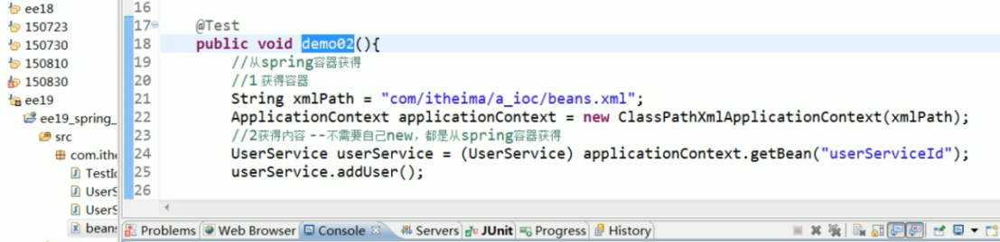 ee18
150723
150730
150810
150830
ee19
ee19_spring_
src
com.ithe
TestIo
UserS
UserS
beans
16
17 @Test
18 public void demo02(){
19 //从spring容器获得
20 //1 获得容器
21 String xmlPath = "com/itheima/a_ioc/beans.xml";
22 ApplicationContext applicationContext = new ClassPathXmlApplicationContext(xmlPath);
23 //2获得内容 --不需要自己new，都是从spring容器获得
24 UserService userService = (UserService) applicationContext.getBean("userServiceId");
25 userService.addUser();
26
Problems Web Browser Console Servers JUnit Progress History